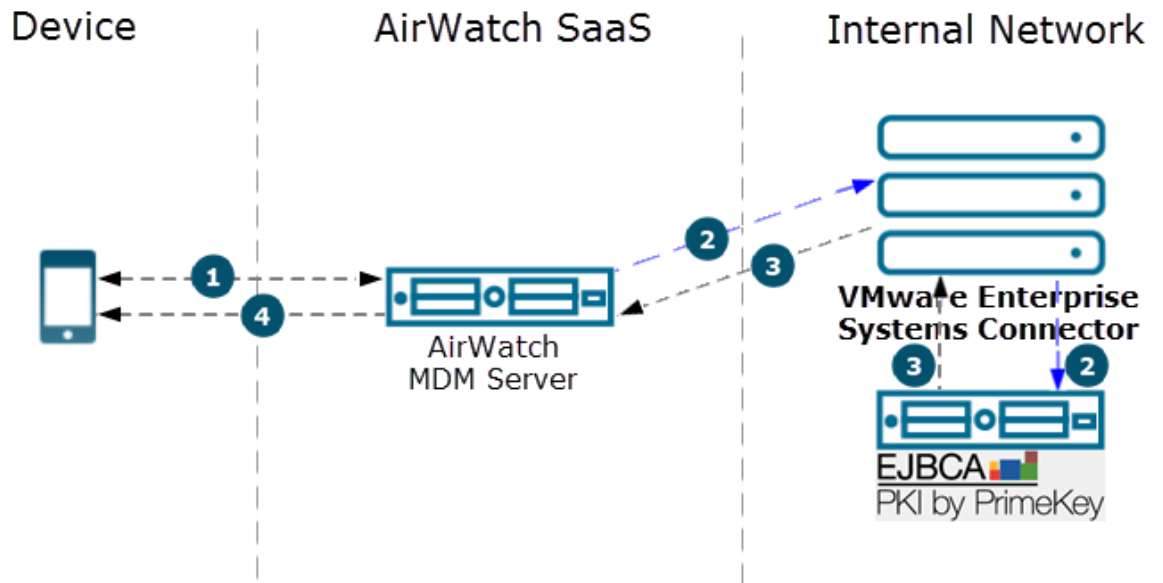 Device
AirWatch SaaS
Internal Network
1
2
3
4
AirWatch
MDM Server
VMware Enterprise
Systems Connector
3
2
EJBCA
PKI by PrimeKey